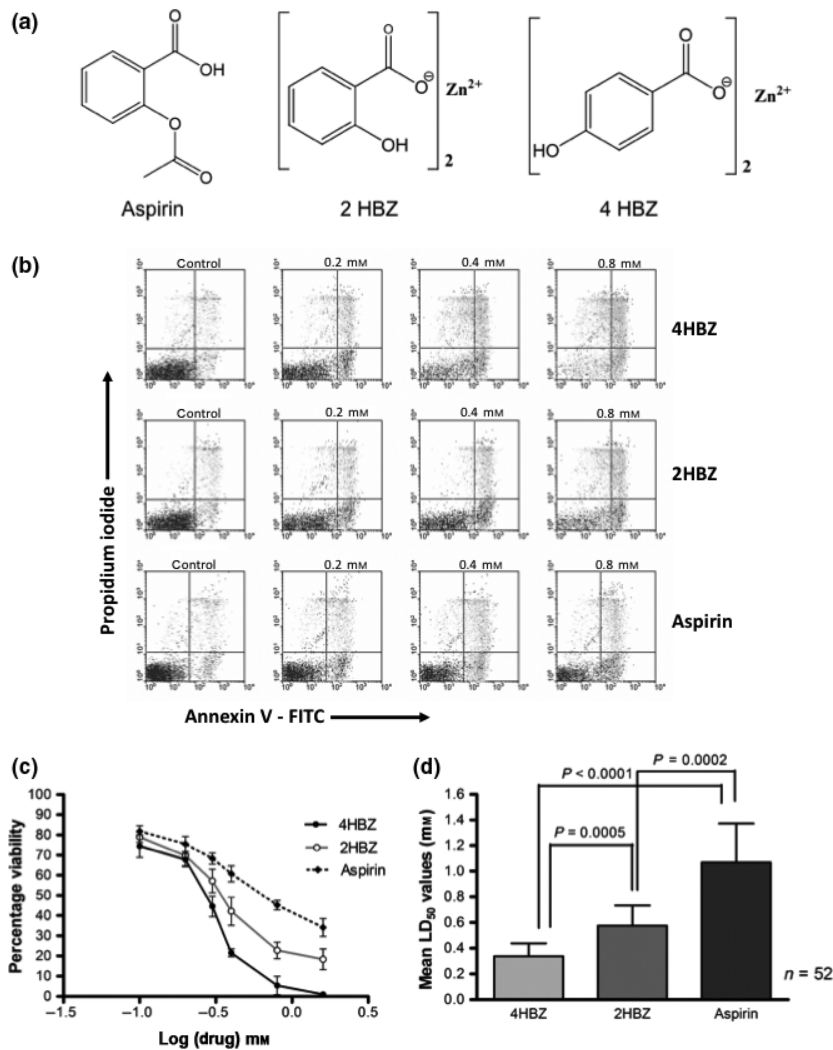 (a)
O
OH
O
O
Aspirin
O
O
⊖
OH
2
Zn2+
2 HBZ
O
O
⊖
HO
2
Zn2+
4 HBZ
(b)
Control
0.2 mM
0.4 mM
0.8 mM
4HBZ
Control
0.2 mM
0.4 mM
0.8 mM
2HBZ
Control
0.2 mM
0.4 mM
0.8 mM
Aspirin
Propidium iodide
Annexin V - FITC
(c)
Percentage viability
100
90
80
70
60
50
40
30
20
10
0
4HBZ
2HBZ
Aspirin
–1.5
–1.0
–0.5
0.0
0.5
Log (drug) mM
(d)
P = 0.0002
P < 0.0001
P = 0.0005
Mean LD50 values (mM)
1.6
1.4
1.2
1.0
0.8
0.6
0.4
0.2
0.0
4HBZ
2HBZ
Aspirin
n = 52